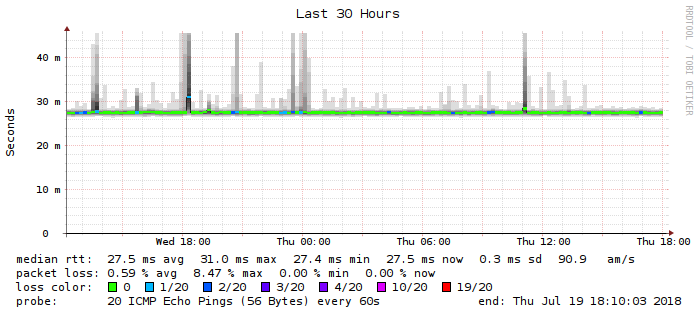 Last 30 Hours
RRDTOOL / TOBI OETIKER
Seconds
40 m
30 m
20 m
10 m
0
Wed 18:00 Thu 00:00 Thu 06:00 Thu 12:00 Thu 18:00
median rtt: 27.5 ms avg 31.0 ms max 27.4 ms min 27.5 ms now 0.3 ms sd 90.9 am/s
packet loss: 0.59 % avg 8.47 % max 0.00 % min 0.00 % now
loss color: 0 1/20 2/20 3/20 4/20 10/20 19/20
probe: 20 ICMP Echo Pings (56 Bytes) every 60s end: Thu Jul 19 18:10:03 2018